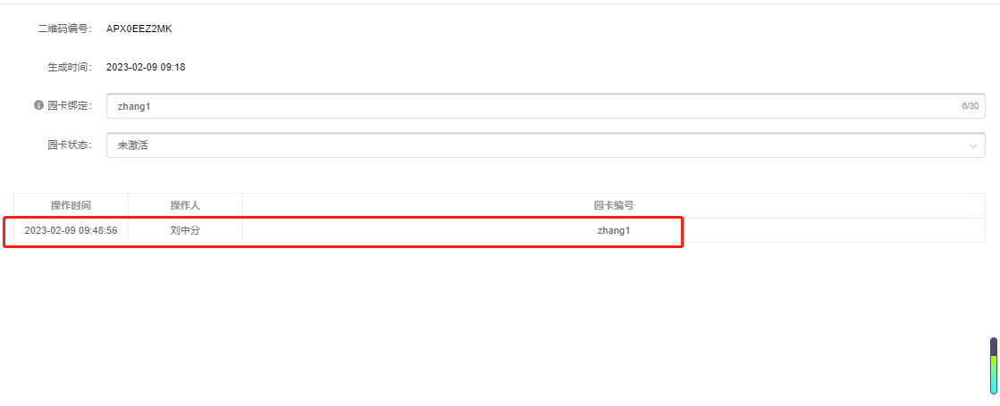 二维码编号： APX0EEZ2MK
生成时间： 2023-02-09 09:18
园卡绑定： zhang1 6/30
园卡状态： 未激活
操作时间 操作人 园卡编号
2023-02-09 09:48:56 刘中分 zhang1